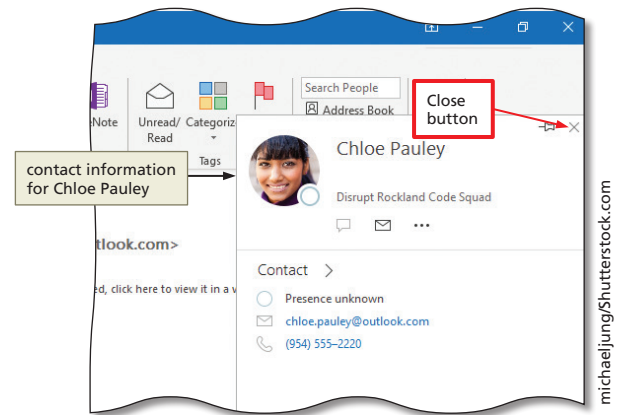 Search People
Address Book
eNote
Unread/
Read
Categoriz
Tags
Close
button
Chloe Pauley
contact information
for Chloe Pauley
Disrupt Rockland Code Squad
tlook.com>
Contact >
ed, click here to view it in a w
Presence unknown
chloe.pauley@outlook.com
(954) 555–2220
michaeljung/Shutterstock.com